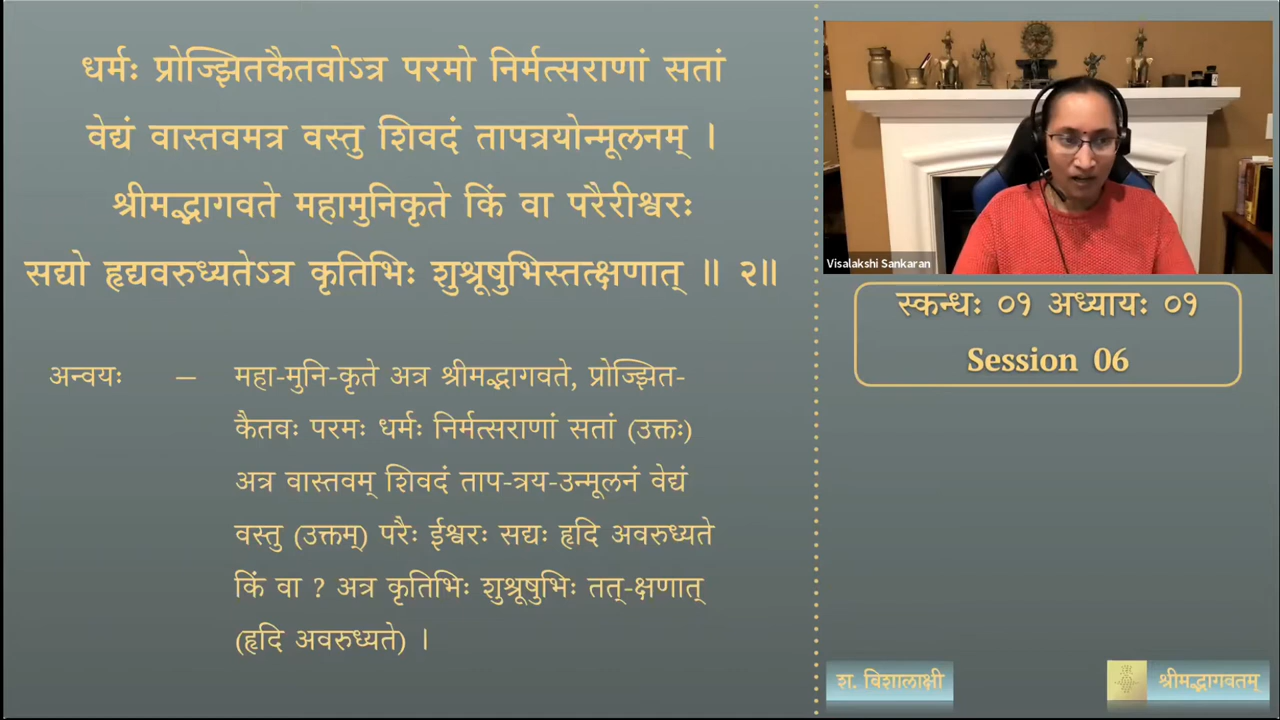 धर्मः प्रोज्झितकैतवोऽत्र परमो निर्मत्सराणां सतां
वेद्यं वास्तवमत्र वस्तु शिवदं तापत्रयोन्मूलनम् ।
श्रीमद्भागवते महामुनिकृते किं वा परैरीश्वरः
सद्यो हृद्यवरुध्यतेऽत्र कृतिभिः शुश्रूषुभिस्तत्क्षणात् ॥ २॥
अन्वयः – महा-मुनि-कृते अत्र श्रीमद्भागवते, प्रोज्झित-
कैतवः परमः धर्मः निर्मत्सराणां सतां (उक्तः)
अत्र वास्तवम् शिवदं ताप-त्रय-उन्मूलनं वेद्यं
वस्तु (उक्तम्) परैः ईश्वरः सद्यः हृदि अवरुध्यते
किं वा ? अत्र कृतिभिः शुश्रूषुभिः तत्-क्षणात्
(हृदि अवरुध्यते) ।
Visalakshi Sankaran
स्कन्धः ०१ अध्यायः ०१
Session 06
श. विशालाक्षी
श्रीमद्भागवतम्